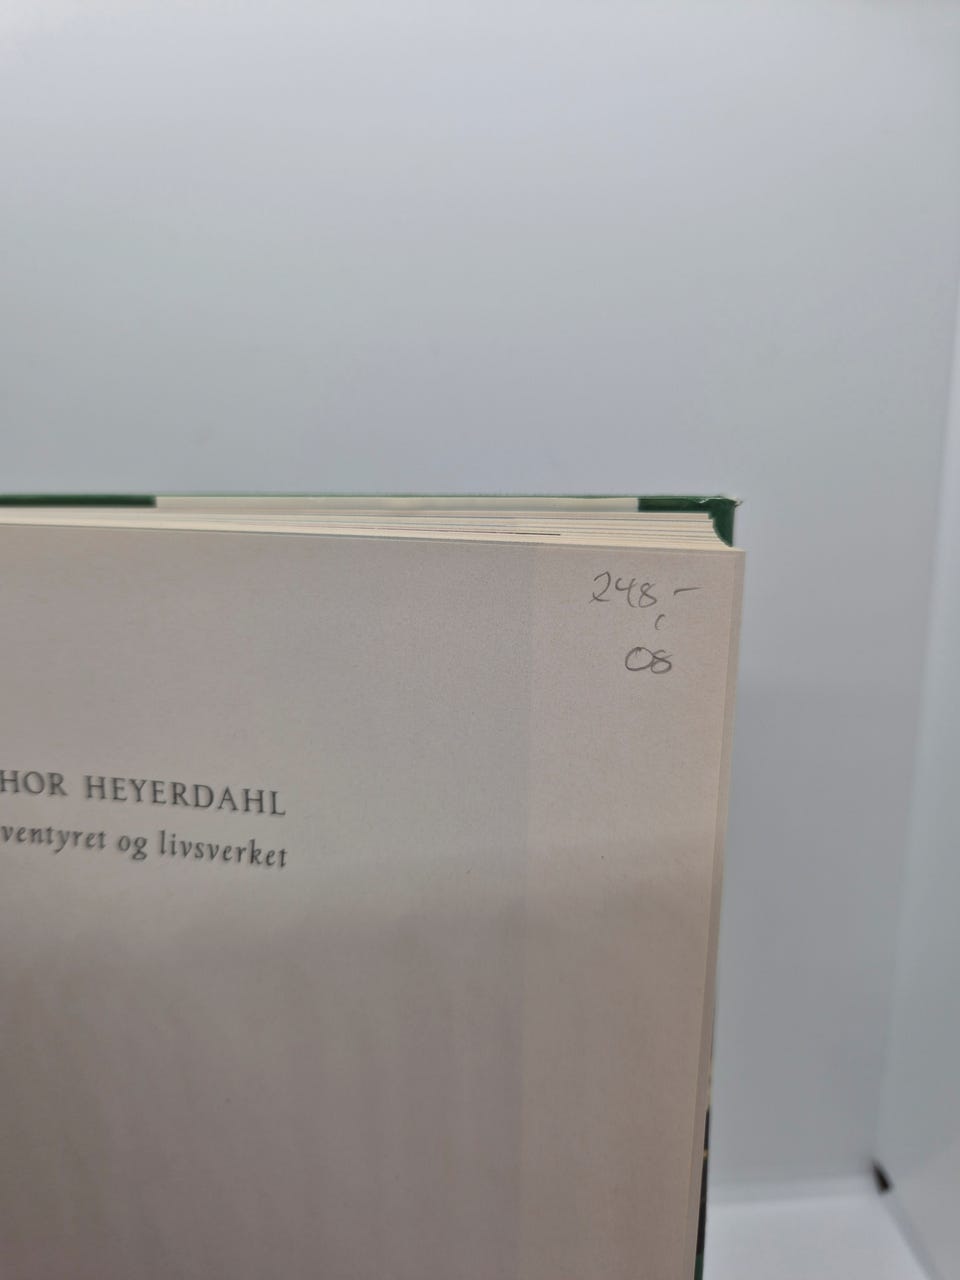 248,-
08
HOR HEYERDAHL
ventyret og livsverket